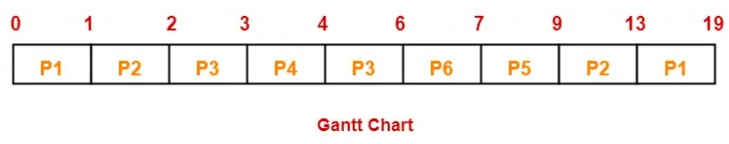 0 1 2 3 4 6 7 9 13 19
P1 P2 P3 P4 P3 P6 P5 P2 P1
Gantt Chart